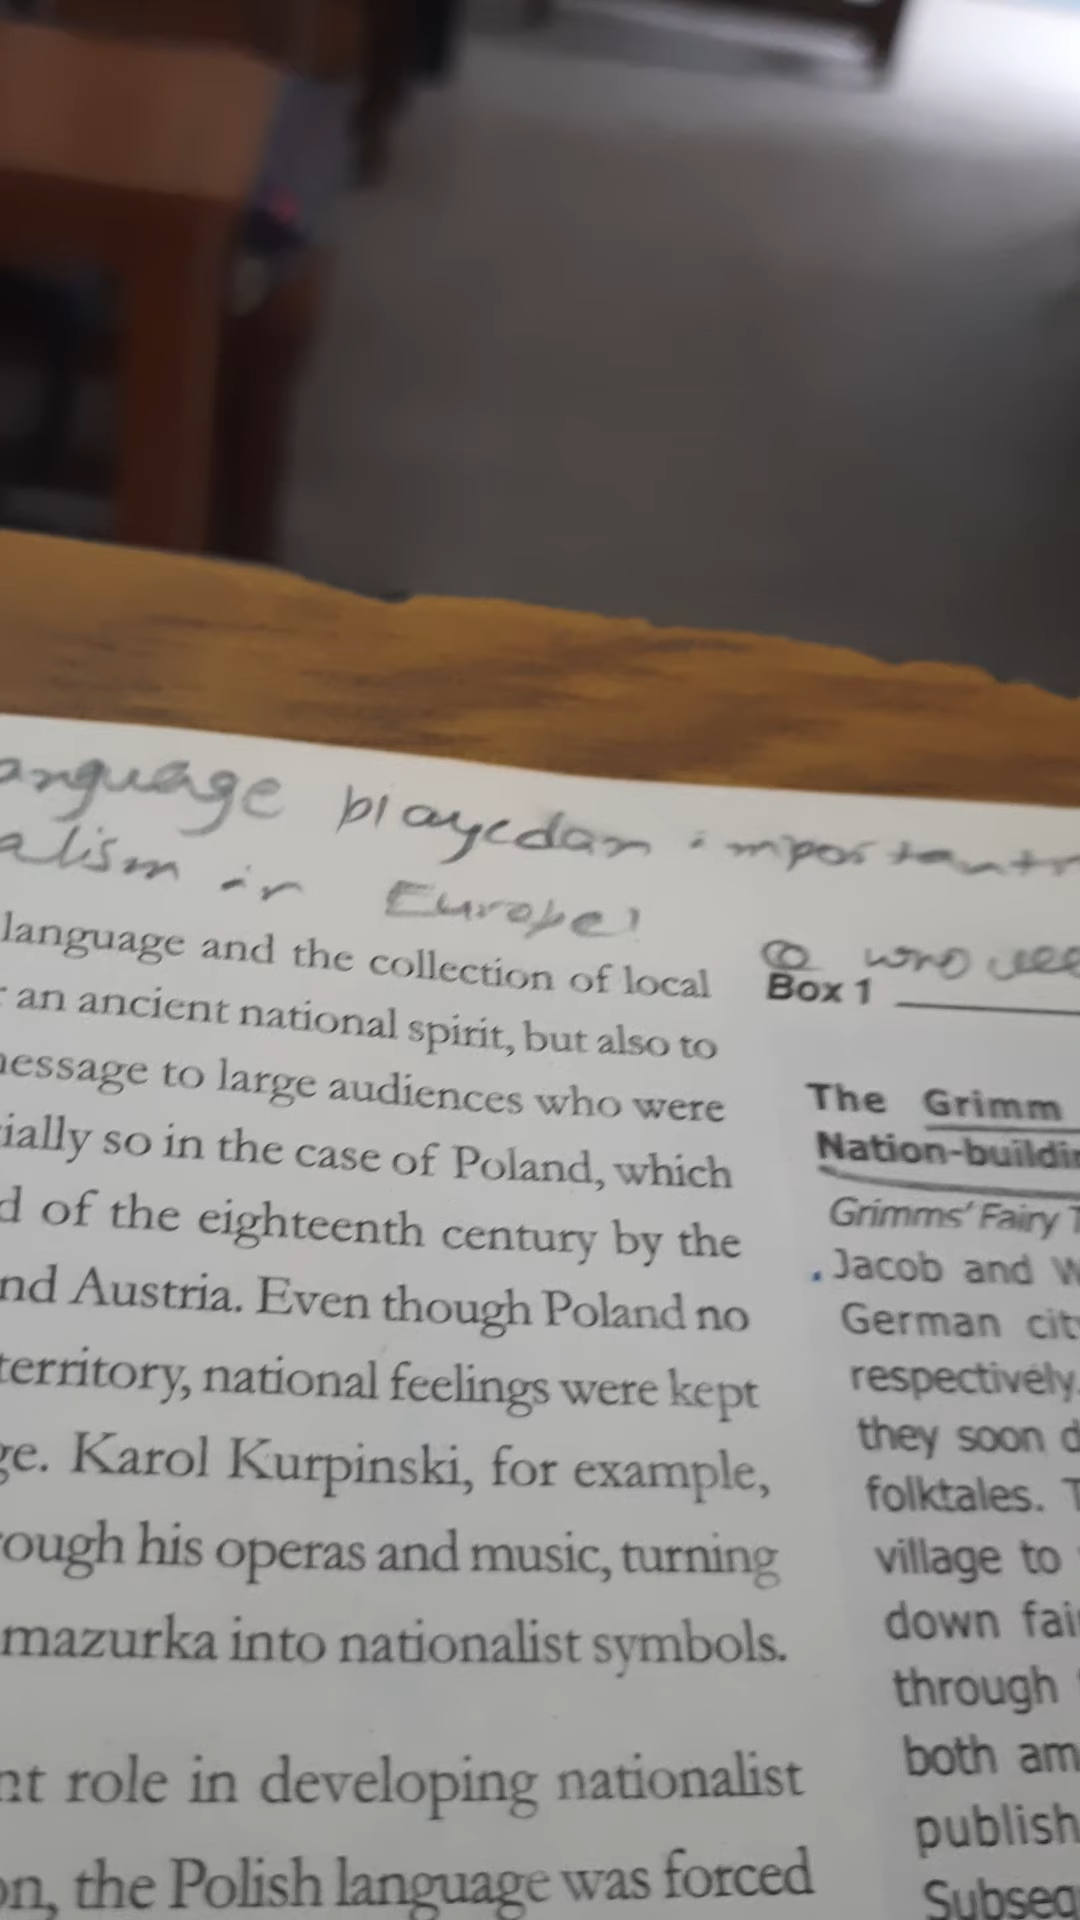 anguage playedan important
alism in Europe
language and the collection of local
an ancient national spirit, but also to
essage to large audiences who were
ially so in the case of Poland, which
d of the eighteenth century by the
nd Austria. Even though Poland no
territory, national feelings were kept
ge. Karol Kurpinski, for example,
ough his operas and music, turning
mazurka into nationalist symbols.
nt role in developing nationalist
on, the Polish language was forced
who
Box 1
The Grimm
Nation-buildin
Grimms' Fairy T
Jacob and W
German city
respectively.
they soon d
folktales. T
village to
down fai
through
both am
publish
Subseq